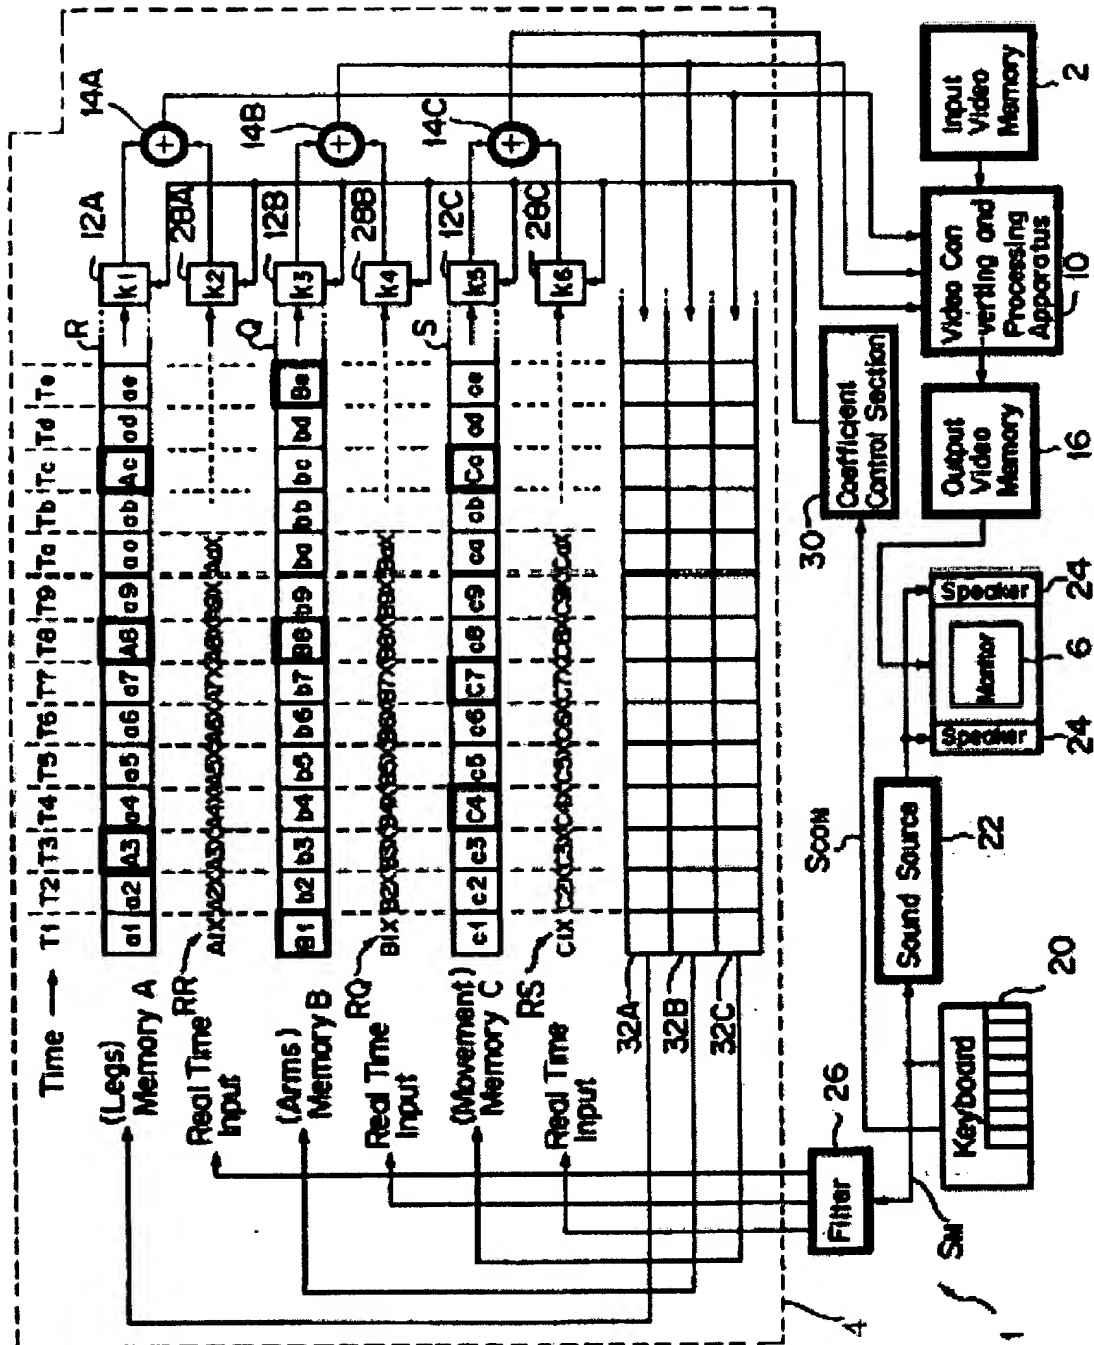 Time
T1 T2 T3 T4 T5 T6 T7 T8 T9 Ta Tb Tc Td Te
(Legs)
Memory A
a1 a2 A3 a4 a5 a6 a7 A8 a9 ab Ac ad ae
R
k1
12A
14A
RR
Real Time
Input
k2
28A
(Arms)
Memory B
B1 b2 b3 b4 b5 b6 b7 b9 ba bb bc bd Be
Q
k3
12B
14B
RQ
Real Time
Input
k4
28B
(Movement)
Memory C
c1 c2 c3 C4 c5 c6 C7 c8 c9 ca cb Cc cd ce
S
k5
12C
14C
RS
Real Time
Input
k6
28C
32A
32B
32C
4
1
Filter
26
SM
Keyboard
20
SCON
Sound Source
22
Speaker
Monitor
Speaker
24
6
24
30
Coefficient
Control Section
Output
Video
Memory
16
Video Con
verting and
Processing
Apparatus
10
Input
Video
Memory
2